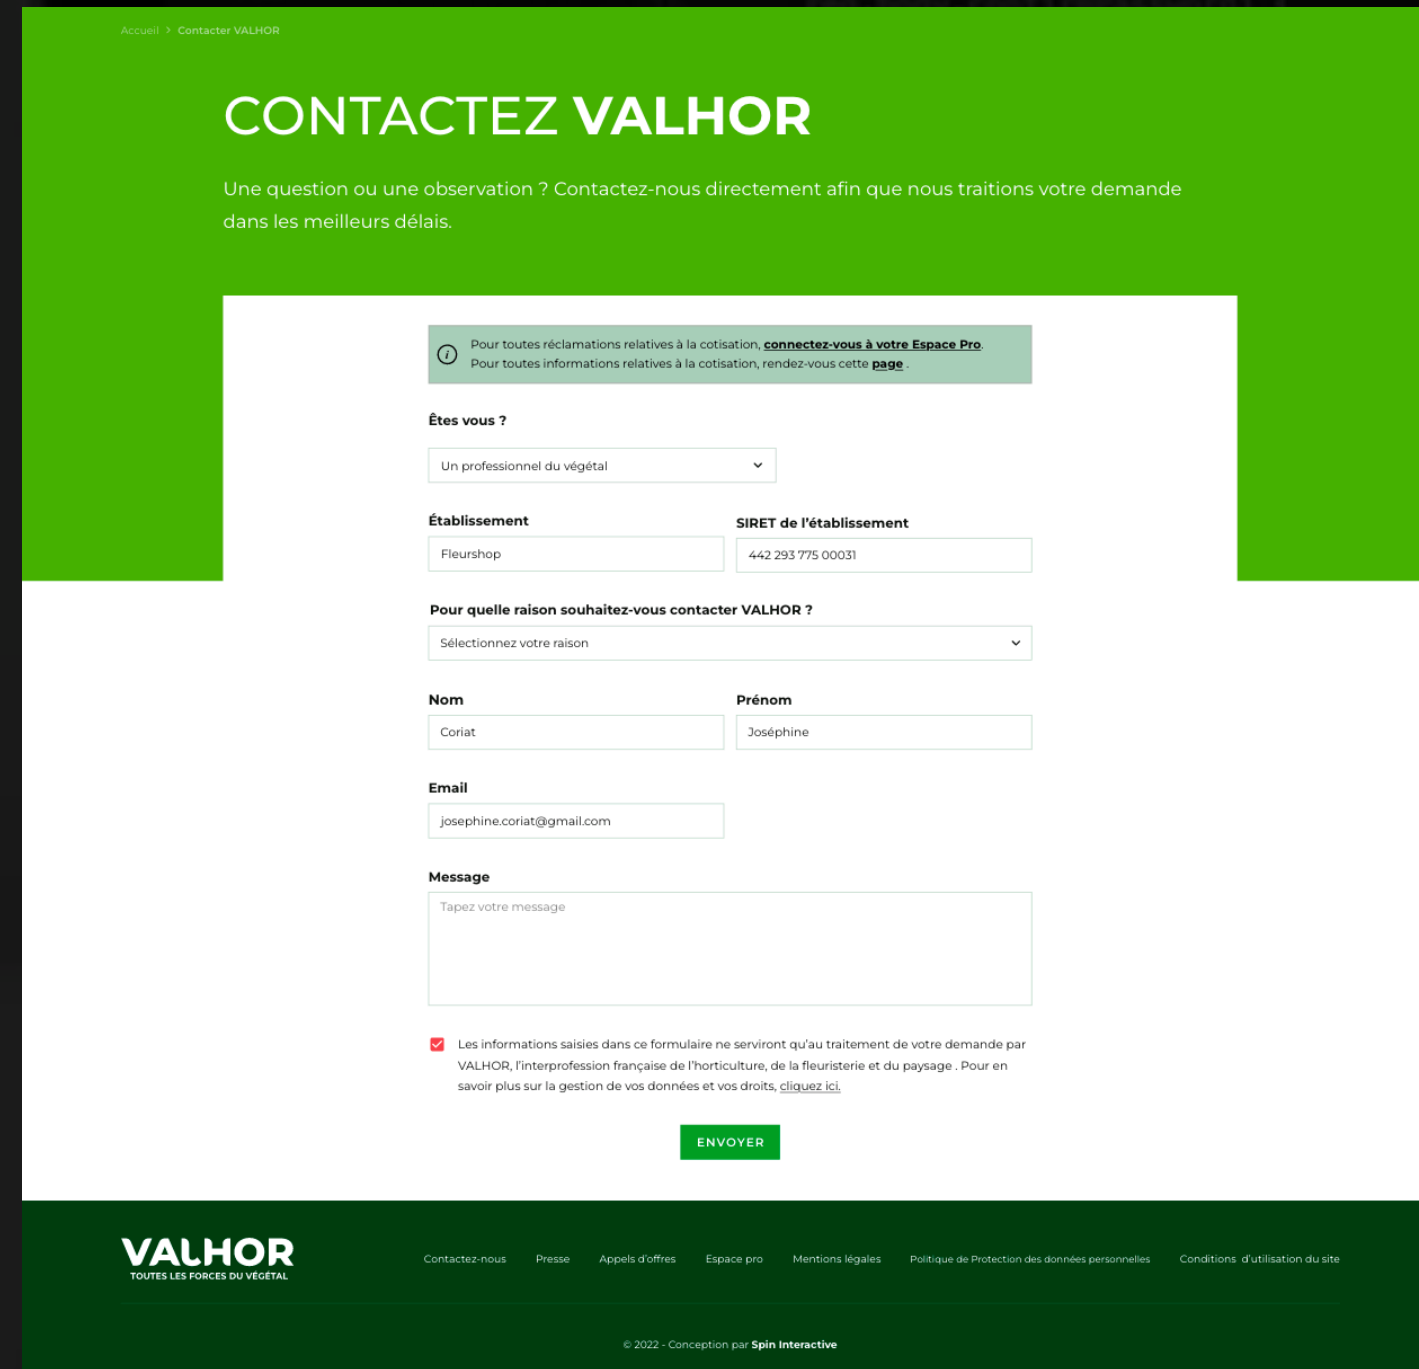 Accueil > Contacter VALHOR
CONTACTEZ VALHOR
Une question ou une observation ? Contactez-nous directement afin que nous traitions votre demande
dans les meilleurs délais.
i
Pour toutes réclamations relatives à la cotisation, connectez-vous à votre Espace Pro.
Pour toutes informations relatives à la cotisation, rendez-vous cette page .
Êtes vous ?
Un professionnel du végétal
Établissement
Fleurshop
SIRET de l'établissement
442 293 775 00031
Pour quelle raison souhaitez-vous contacter VALHOR ?
Sélectionnez votre raison
Nom
Coriat
Prénom
Joséphine
Email
josephine.coriat@gmail.com
Message
Tapez votre message
Les informations saisies dans ce formulaire ne serviront qu'au traitement de votre demande par
VALHOR, l'interprofession française de l'horticulture, de la fleuristerie et du paysage . Pour en
savoir plus sur la gestion de vos données et vos droits, cliquez ici.
ENVOYER
VALHOR
TOUTES LES FORCES DU VÉGÉTAL
Contactez-nous Presse Appels d'offres Espace pro Mentions légales Politique de Protection des données personnelles Conditions d'utilisation du site
© 2022 - Conception par Spin Interactive